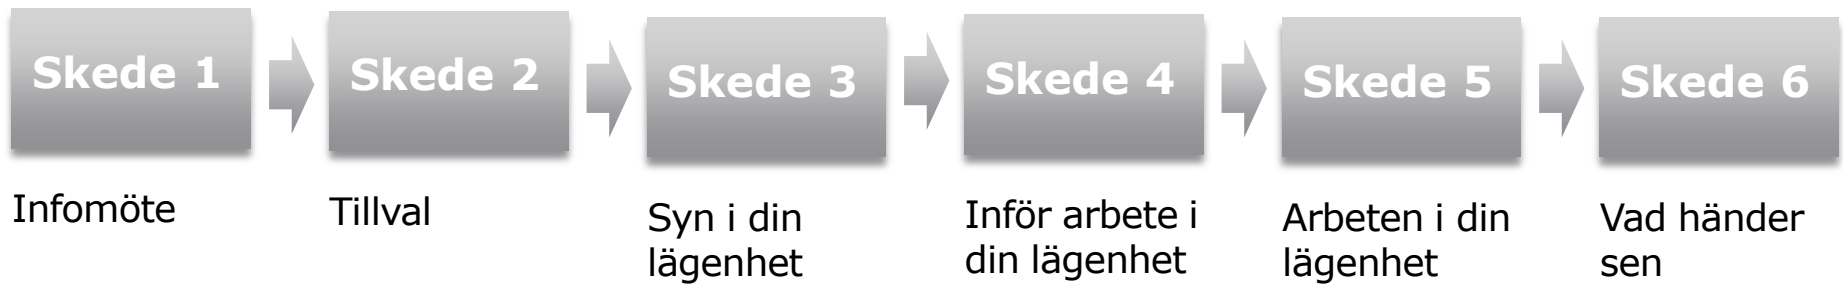 Skede 1
Skede 2
Skede 3
Skede 4
Skede 5
Skede 6
Infomöte
Tillval
Syn i din
lägenhet
Inför arbete i
din lägenhet
Arbeten i din
lägenhet
Vad händer
sen